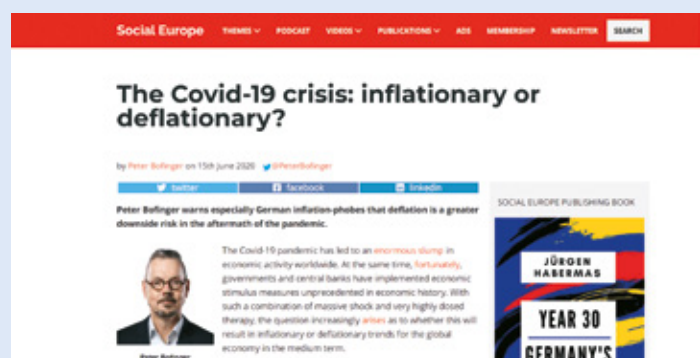 Social Europe THEMES PODCAST VIDEOS PUBLICATIONS ADS MEMBERSHIP NEWSLETTER SEARCH
The Covid-19 crisis: inflationary or
deflationary?
by Peter Bofinger on 15th June 2020 @PeterBofinger
twitter facebook linkedin
Peter Bofinger warns especially German inflation-phobes that deflation is a greater
downside risk in the aftermath of the pandemic.
The Covid-19 pandemic has led to an enormous slump in
economic activity worldwide. At the same time, fortunately,
governments and central banks have implemented economic
stimulus measures unprecedented in economic history. With
such a combination of massive shock and very highly dosed
therapy, the question increasingly arises as to whether this will
result in inflationary or deflationary trends for the global
economy in the medium term.
Peter Bofinger
SOCIAL EUROPE PUBLISHING BOOK
JÜRGEN
HABERMAS
YEAR 30
GERMANY'S